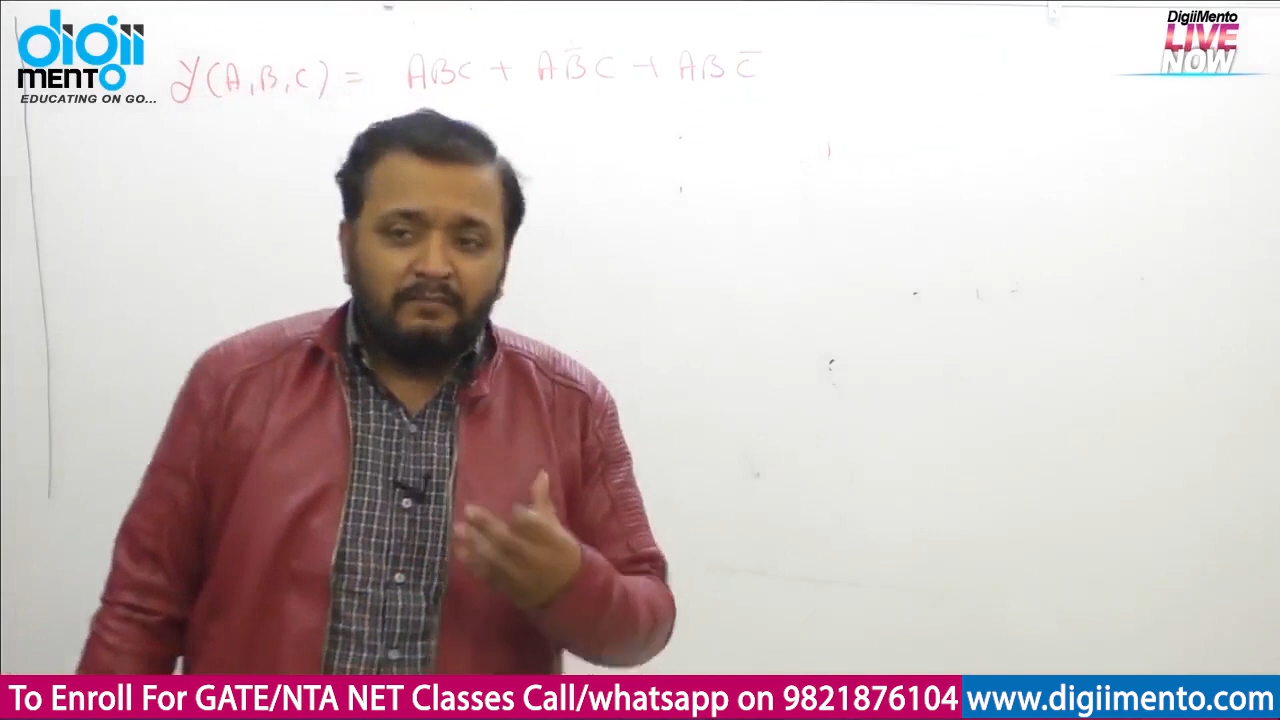 digii
MENTO
EDUCATING ON GO...
DigiiMento
LIVE
NOW
Y(A,B,C) = ABC + AB̅C + ABC̅
To Enroll For GATE/NTA NET Classes Call/whatsapp on 9821876104 www.digiimento.com